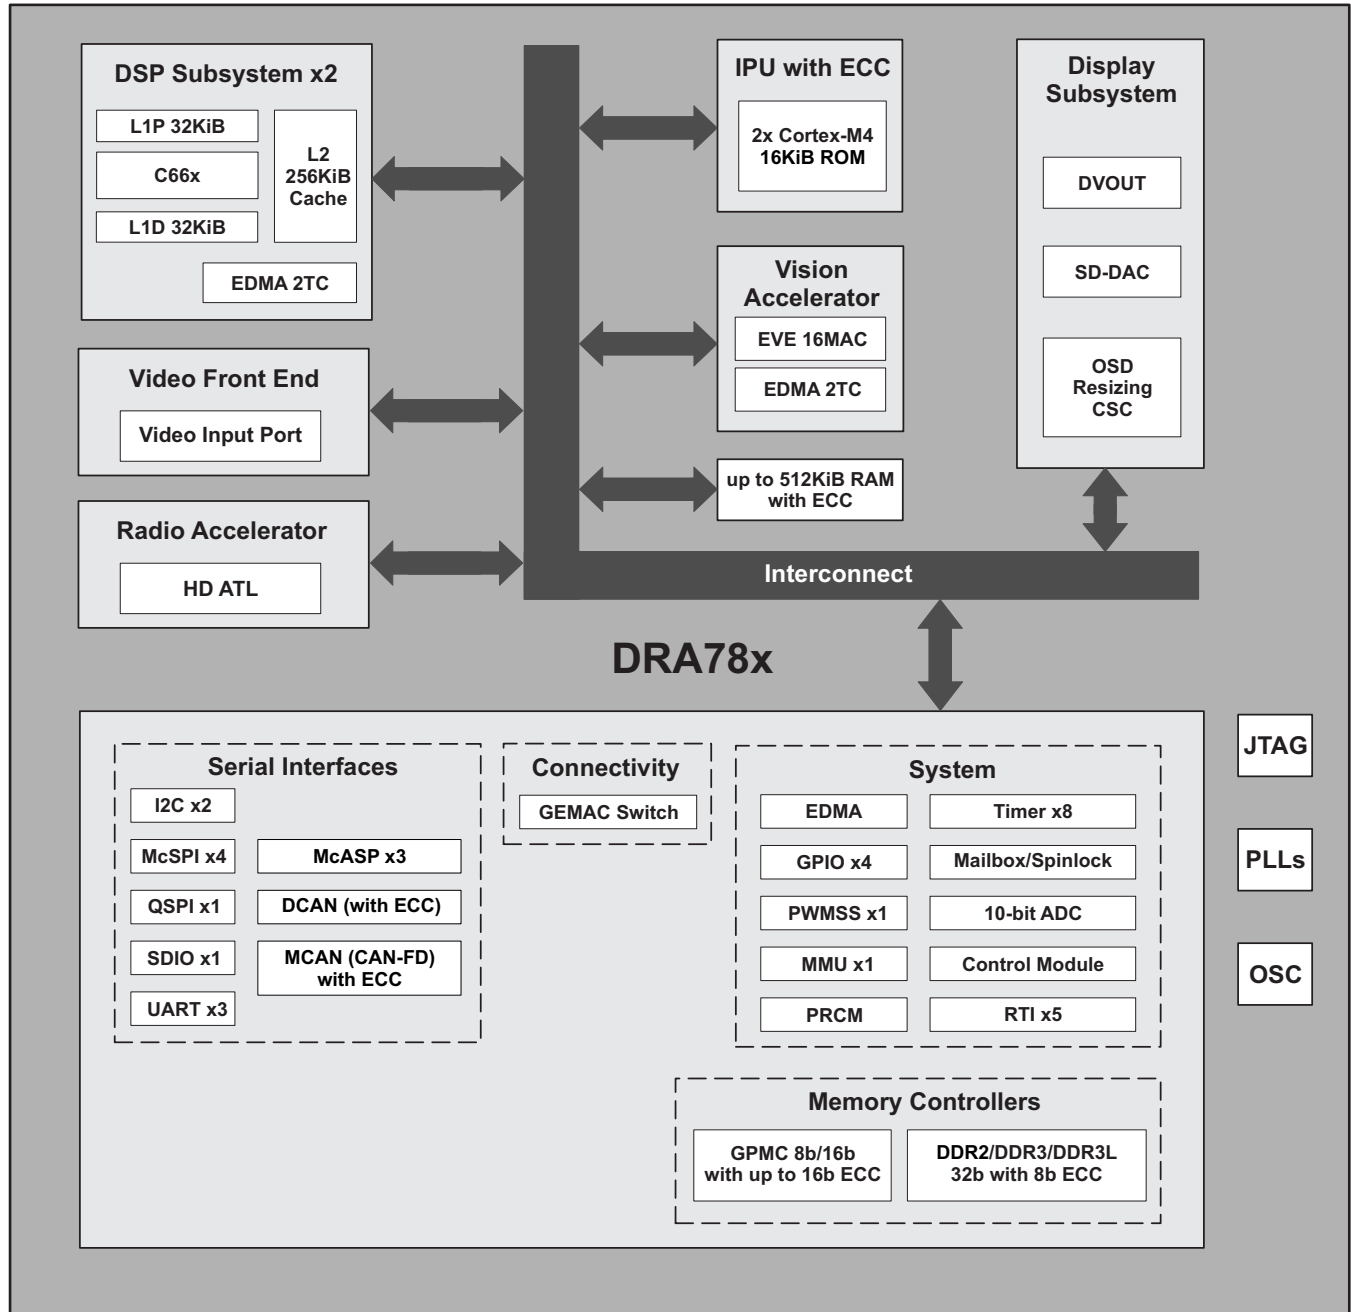 DSP Subsystem x2
L1P 32KiB
C66x
L1D 32KiB
L2
256KiB
Cache
EDMA 2TC
Video Front End
Video Input Port
Radio Accelerator
HD ATL
IPU with ECC
2x Cortex-M4
16KiB ROM
Vision
Accelerator
EVE 16MAC
EDMA 2TC
up to 512KiB RAM
with ECC
Display
Subsystem
DVOUT
SD-DAC
OSD
Resizing
CSC
Interconnect
DRA78x
Serial Interfaces
I2C x2
McSPI x4
QSPI x1
SDIO x1
UART x3
McASP x3
DCAN (with ECC)
MCAN (CAN-FD)
with ECC
Connectivity
GEMAC Switch
System
EDMA
GPIO x4
PWMSS x1
MMU x1
PRCM
Timer x8
Mailbox/Spinlock
10-bit ADC
Control Module
RTI x5
Memory Controllers
GPMC 8b/16b
with up to 16b ECC
DDR2/DDR3/DDR3L
32b with 8b ECC
JTAG
PLLs
OSC